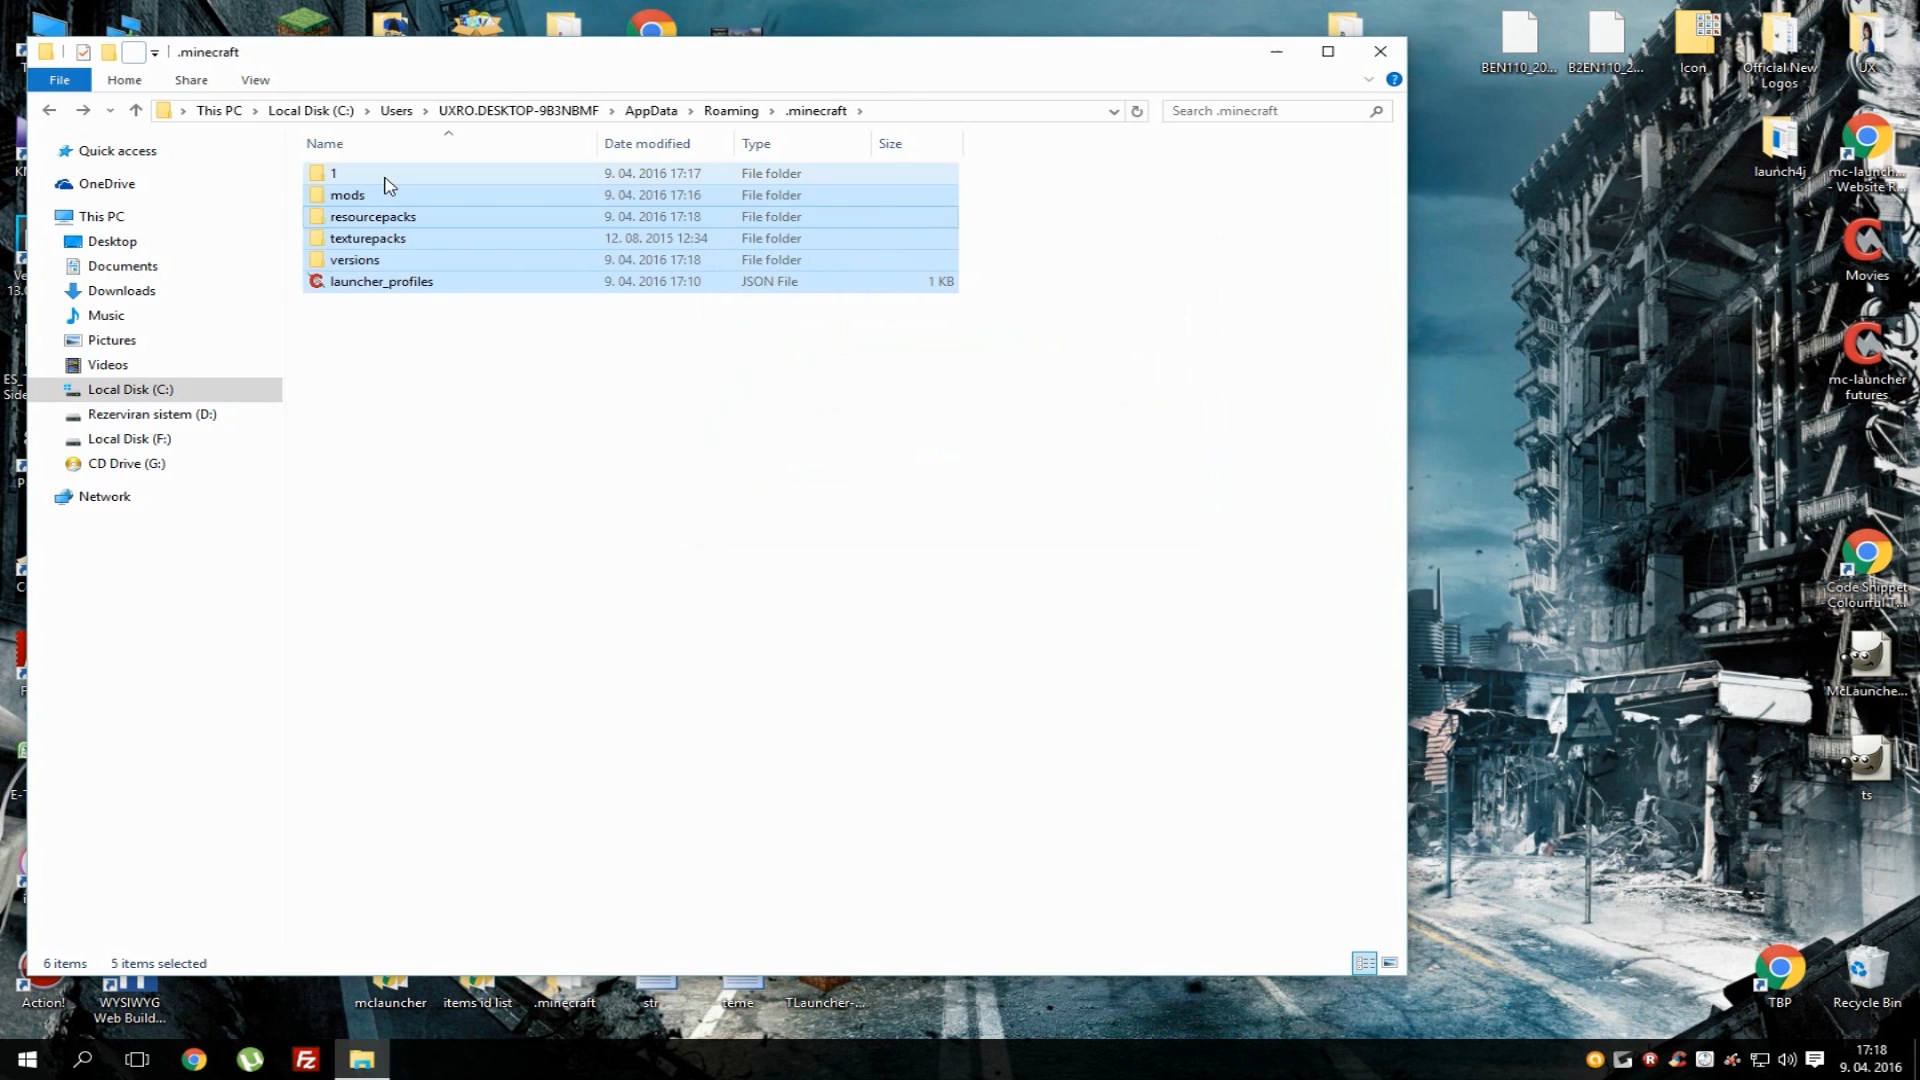 .minecraft
File Home Share View
This PC Local Disk (C:) Users UXRO.DESKTOP-9B3NBMF AppData Roaming .minecraft Search .minecraft
Name Date modified Type Size
1 9. 04. 2016 17:17 File folder
mods 9. 04. 2016 17:16 File folder
resourcepacks 9. 04. 2016 17:18 File folder
texturepacks 12. 08. 2015 12:34 File folder
versions 9. 04. 2016 17:18 File folder
launcher_profiles 9. 04. 2016 17:10 JSON File 1 KB
Quick access
OneDrive
This PC
Desktop
Documents
Downloads
Music
Pictures
Videos
Local Disk (C:)
Rezerviran sistem (D:)
Local Disk (F:)
CD Drive (G:)
Network
6 items 5 items selected
BEN110_20... B2EN110_2... Icon Official New Logos UX
launch4j mc-launch... - Website R...
Movies
mc-launcher futures
Code Snippet Colourful T...
McLaunche...
ts
TBP Recycle Bin
Action! WYSIWYG Web Build... mclauncher items id list .minecraft str teme TLauncher-...
17:18
9. 04. 2016